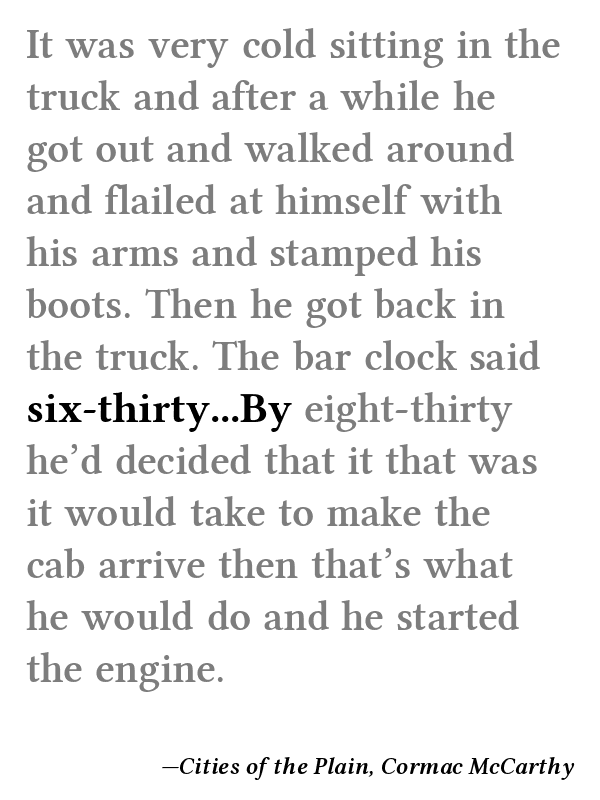 It was very cold sitting in the
truck and after a while he
got out and walked around
and flailed at himself with
his arms and stamped his
boots. Then he got back in
the truck. The bar clock said
six-thirty...By eight-thirty
he’d decided that it that was
it would take to make the
cab arrive then that’s what
he would do and he started
the engine.
—Cities of the Plain, Cormac McCarthy